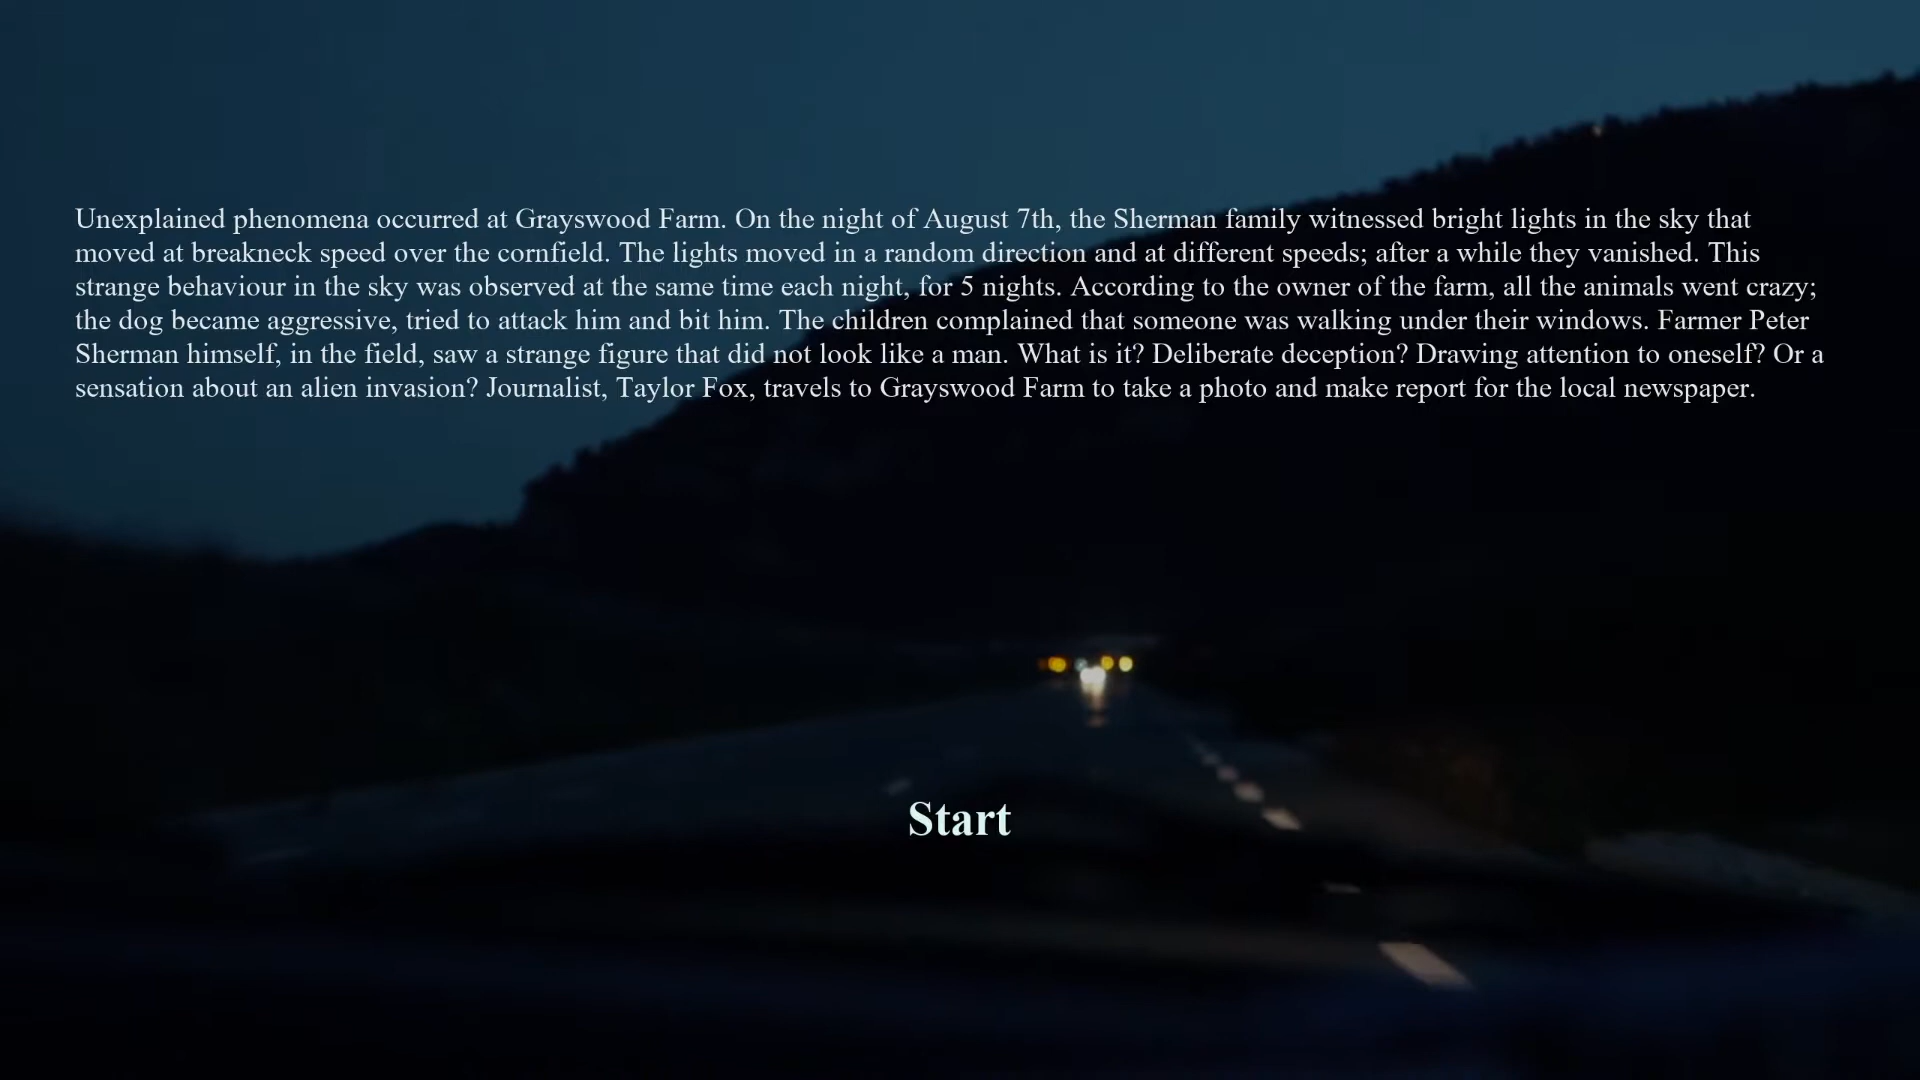 Unexplained phenomena occurred at Grayswood Farm. On the night of August 7th, the Sherman family witnessed bright lights in the sky that
moved at breakneck speed over the cornfield. The lights moved in a random direction and at different speeds; after a while they vanished. This
strange behaviour in the sky was observed at the same time each night, for 5 nights. According to the owner of the farm, all the animals went crazy;
the dog became aggressive, tried to attack him and bit him. The children complained that someone was walking under their windows. Farmer Peter
Sherman himself, in the field, saw a strange figure that did not look like a man. What is it? Deliberate deception? Drawing attention to oneself? Or a
sensation about an alien invasion? Journalist, Taylor Fox, travels to Grayswood Farm to take a photo and make report for the local newspaper.
Start